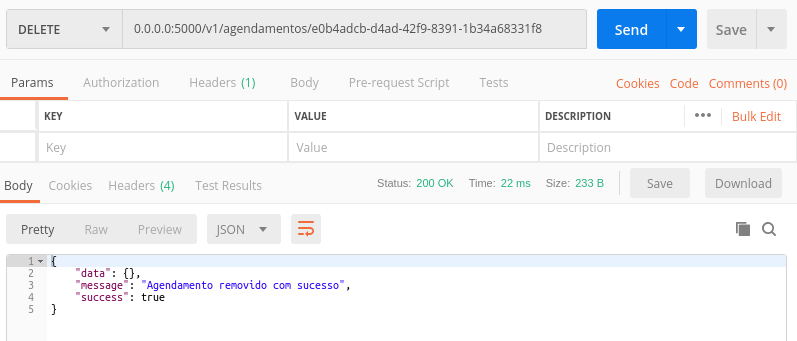 DELETE 0.0.0.0:5000/v1/agendamentos/e0b4adcb-d4ad-42f9-8391-1b34a68331f8 Send Save
Params Authorization Headers (1) Body Pre-request Script Tests Cookies Code Comments (0)
KEY VALUE DESCRIPTION ••• Bulk Edit
Key Value Description
Body Cookies Headers (4) Test Results Status: 200 OK Time: 22 ms Size: 233 B Save Download
Pretty Raw Preview JSON
1 {
2 "data": {},
3 "message": "Agendamento removido com sucesso",
4 "success": true
5 }